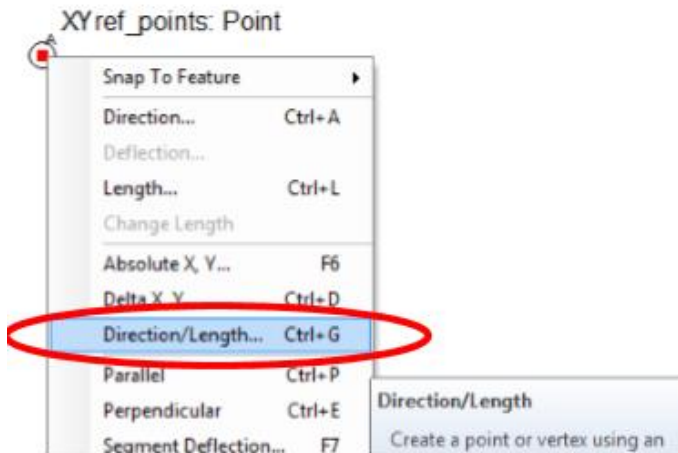 XYref_points: Point
A
Snap To Feature
Direction... Ctrl+A
Deflection...
Length... Ctrl+L
Change Length
Absolute X, Y... F6
Delta X, Y... Ctrl+D
Direction/Length... Ctrl+G
Parallel Ctrl+P
Perpendicular Ctrl+E
Segment Deflection... F7
Direction/Length
Create a point or vertex using an